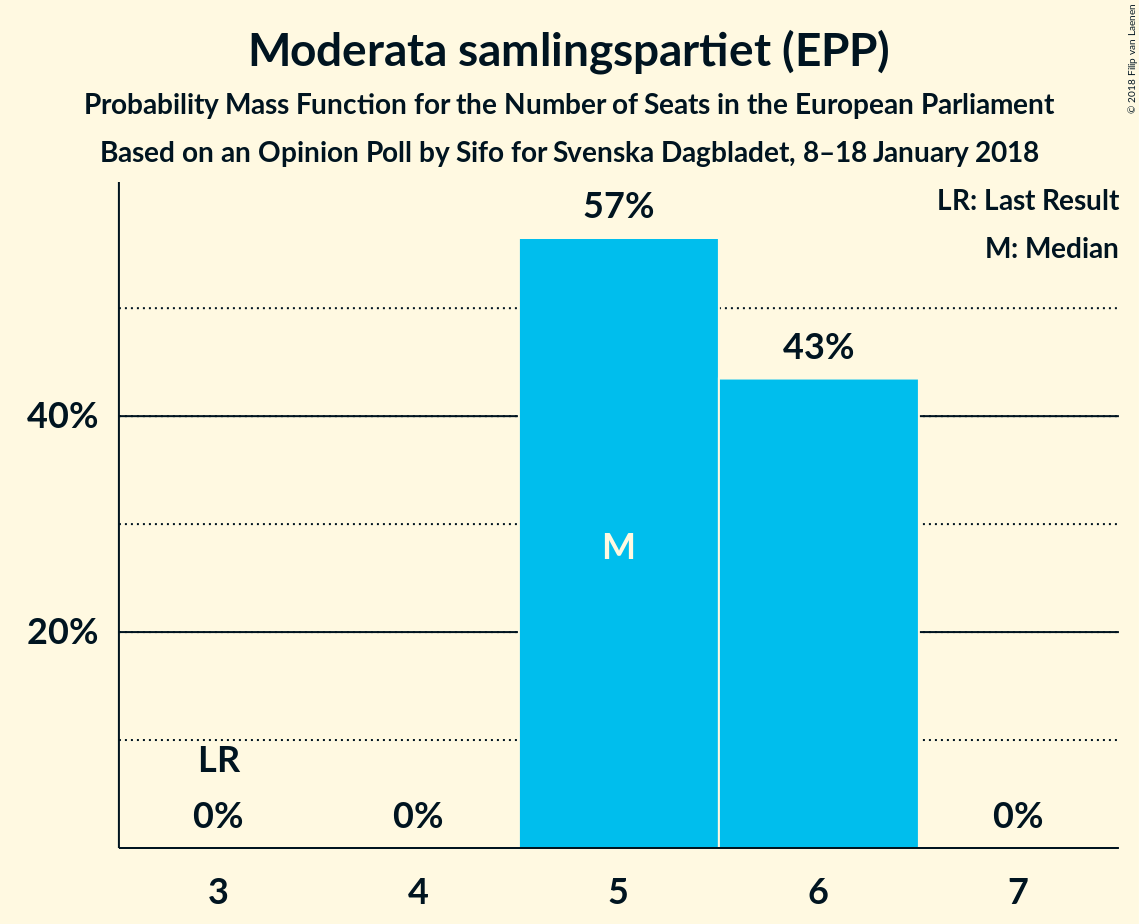 Moderata samlingspartiet (EPP)
Probability Mass Function for the Number of Seats in the European Parliament
Based on an Opinion Poll by Sifo for Svenska Dagbladet, 8–18 January 2018
© 2018 Filip van Laenen
LR: Last Result
M: Median
57%
43%
40%
M
20%
LR
0%
0%
0%
3
4
5
6
7